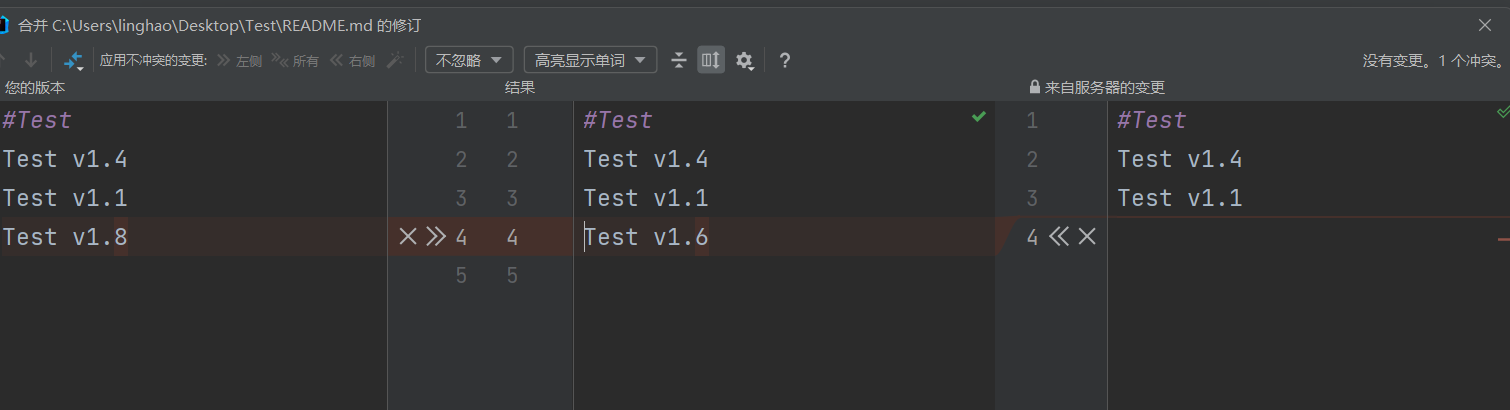 合并 C:\Users\linghao\Desktop\Test\README.md 的修订
应用不冲突的变更: 左侧 所有 右侧 不忽略 高亮显示单词 ? 没有变更。1 个冲突。
您的版本 结果 来自服务器的变更
#Test 1 1 #Test 1 #Test
Test v1.4 2 2 Test v1.4 2 Test v1.4
Test v1.1 3 3 Test v1.1 3 Test v1.1
Test v1.8 4 4 Test v1.6 4
5 5